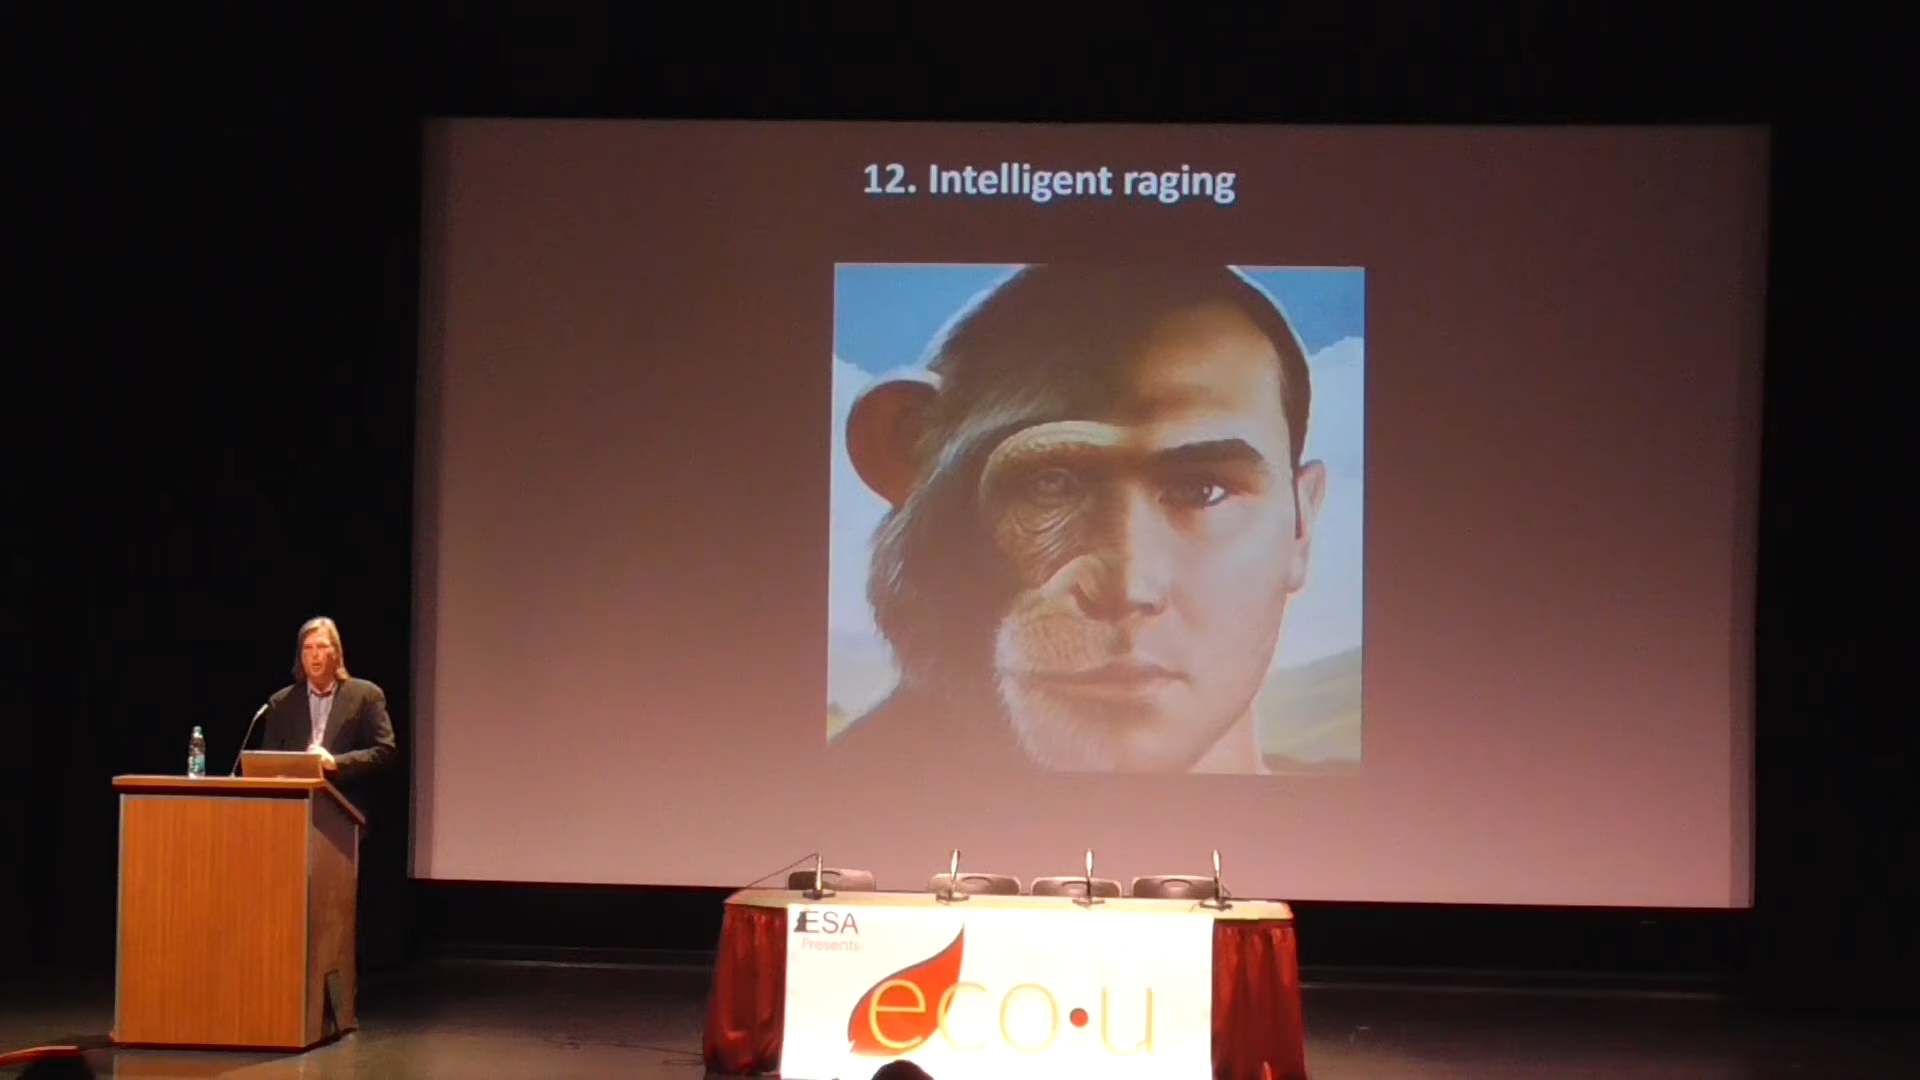 12. Intelligent raging
ESA
Presents
eco•u